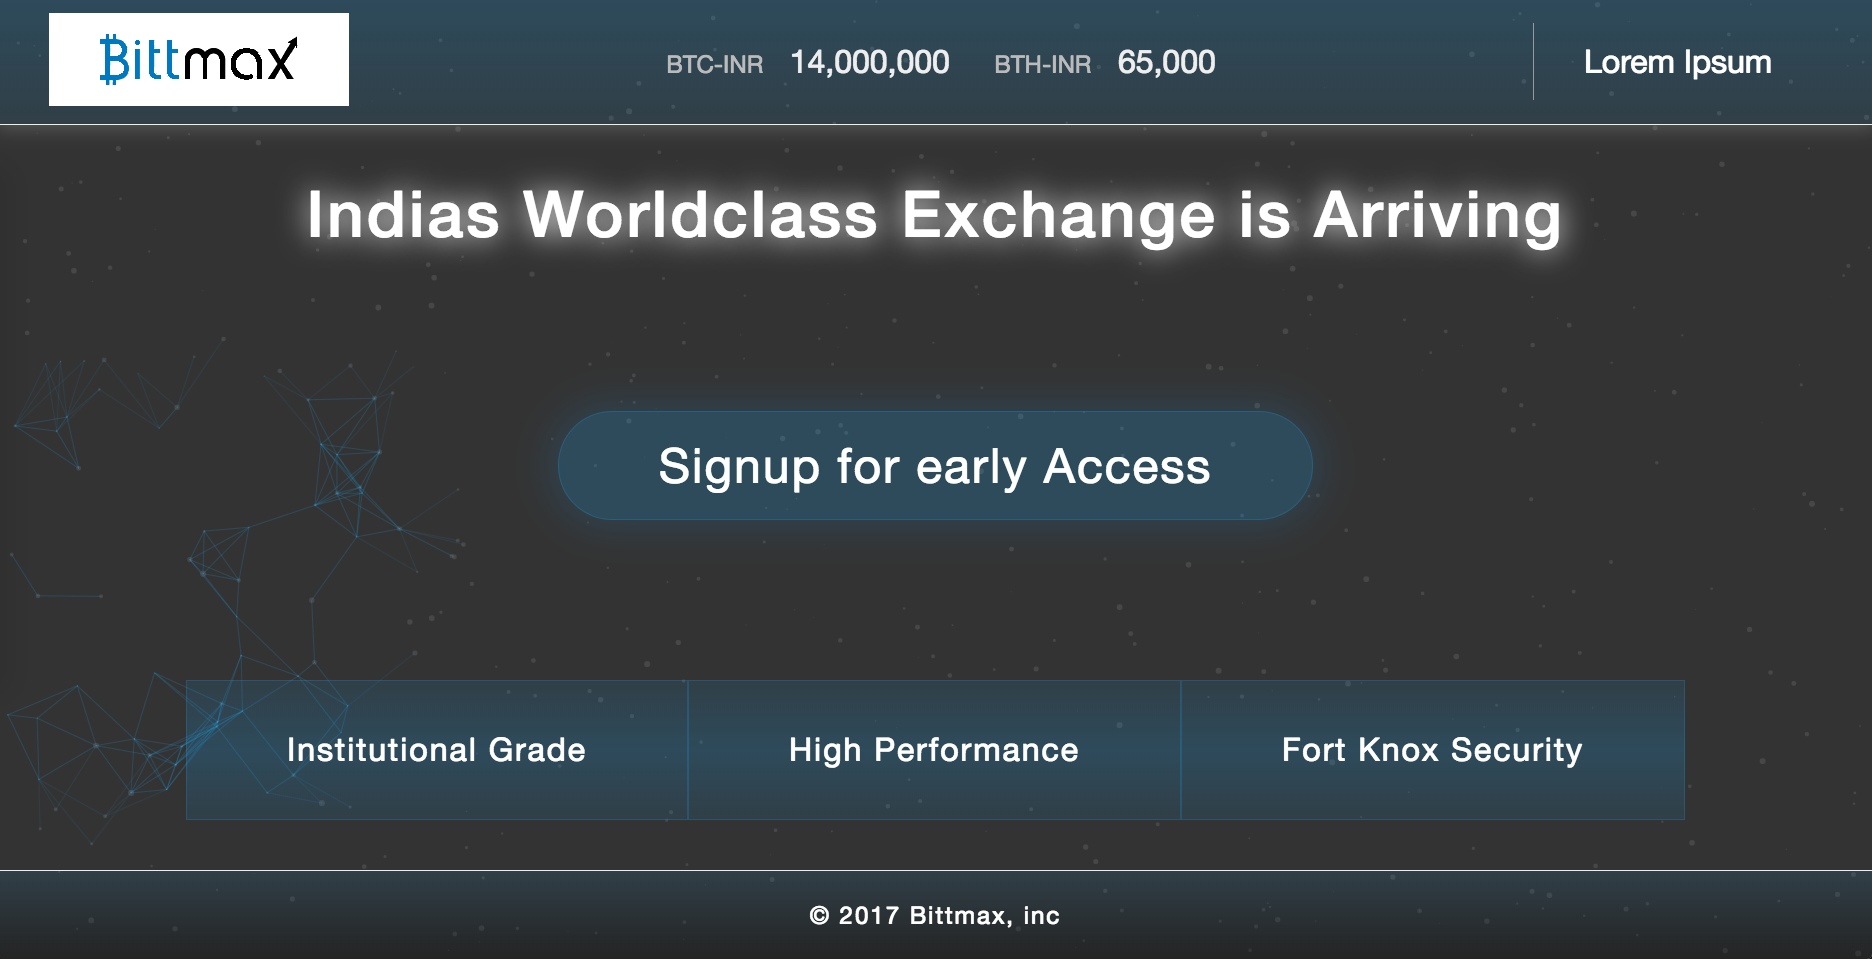 Bittmax
BTC-INR 14,000,000 BTH-INR 65,000
Lorem Ipsum
Indias Worldclass Exchange is Arriving
Signup for early Access
Institutional Grade
High Performance
Fort Knox Security
© 2017 Bittmax, inc